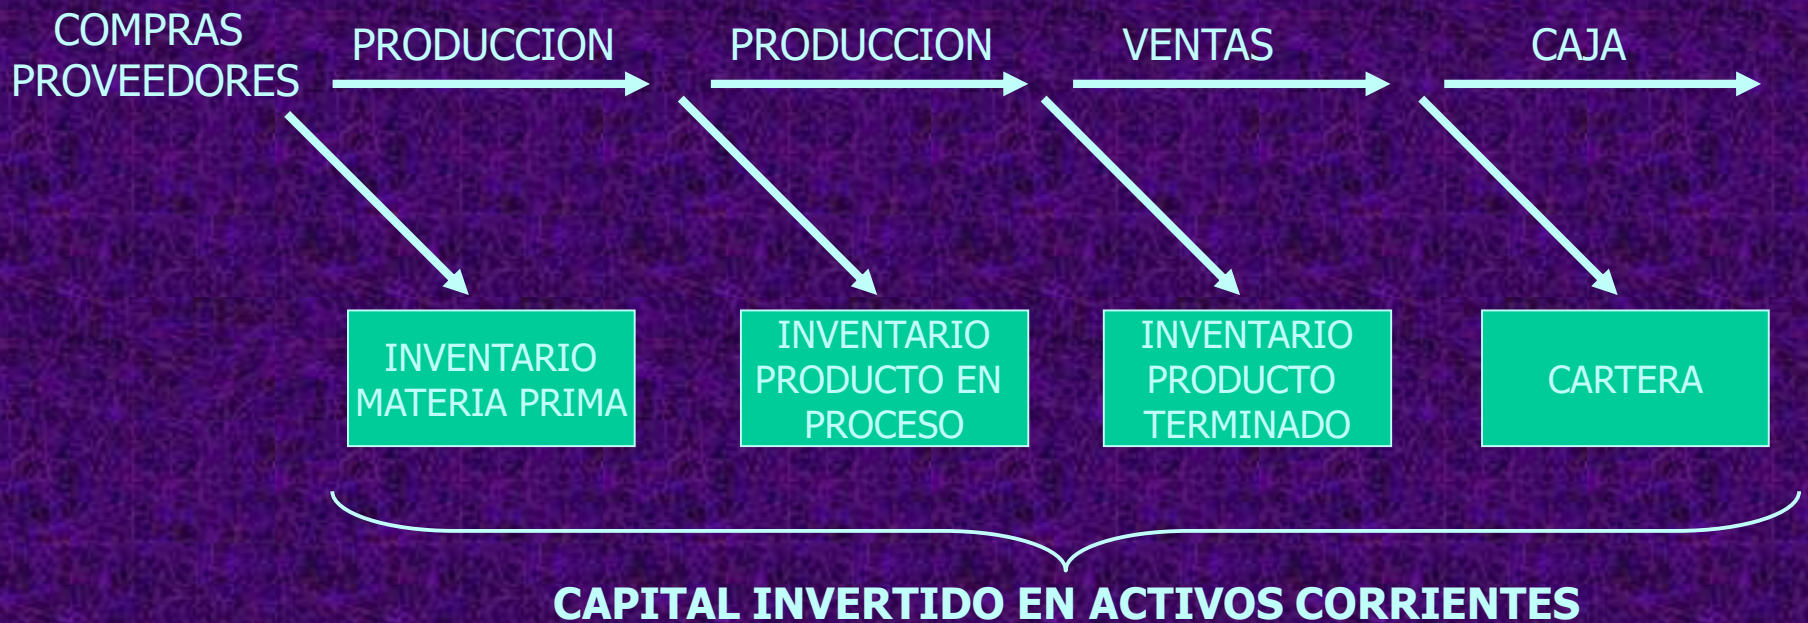 COMPRAS
PROVEEDORES
PRODUCCION
PRODUCCION
VENTAS
CAJA
INVENTARIO
MATERIA PRIMA
INVENTARIO
PRODUCTO EN
PROCESO
INVENTARIO
PRODUCTO
TERMINADO
CARTERA
CAPITAL INVERTIDO EN ACTIVOS CORRIENTES